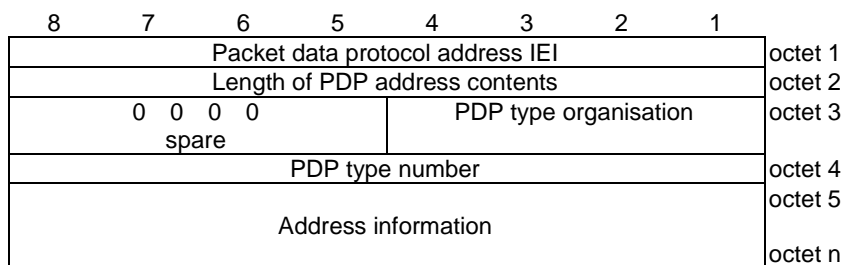 8 7 6 5 4 3 2 1
Packet data protocol address IEI octet 1
Length of PDP address contents octet 2
0 0 0 0 PDP type organisation octet 3
spare
PDP type number octet 4
octet 5
Address information
octet n